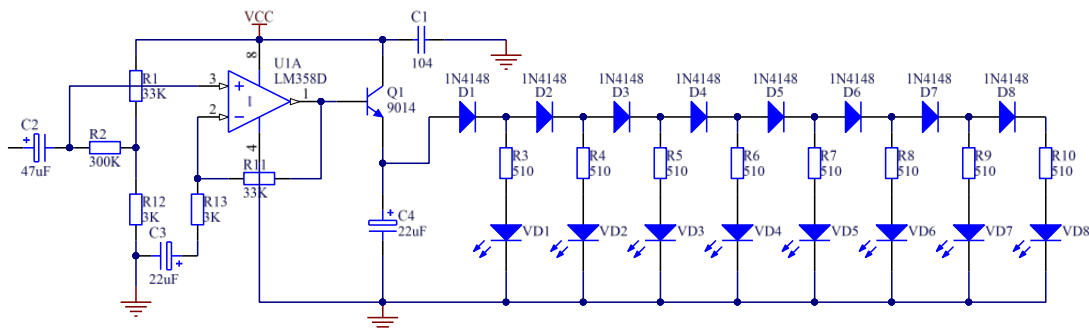 VCC
C1
104
8
U1A
LM358D
R1
33K
3
2
1
1
4
Q1
9014
1N4148
D1
1N4148
D2
1N4148
D3
1N4148
D4
1N4148
D5
1N4148
D6
1N4148
D7
1N4148
D8
C2
+
47uF
R2
300K
R11
33K
R3
510
R4
510
R5
510
R6
510
R7
510
R8
510
R9
510
R10
510
R12
3K
R13
3K
C3
+
22uF
+
C4
22uF
VD1
VD2
VD3
VD4
VD5
VD6
VD7
VD8